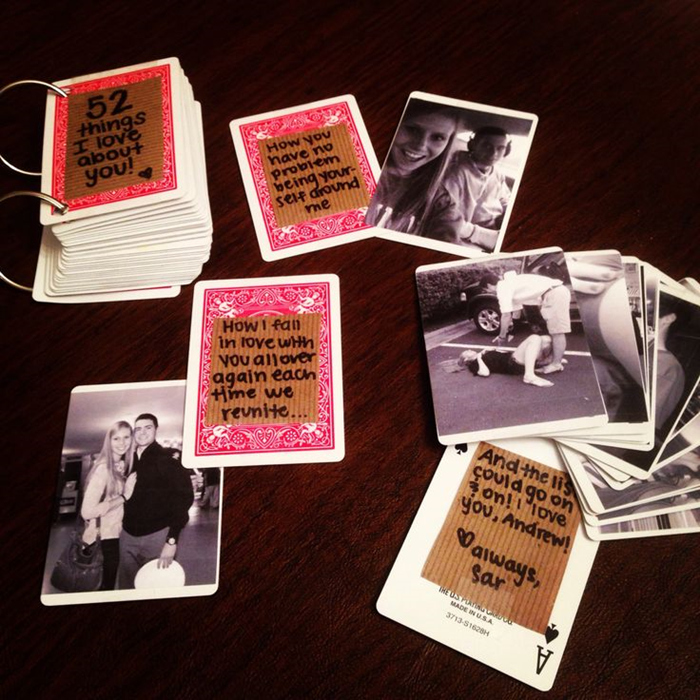 52
things
I love
about
you!
How you
have no
problem
being your-
self around
me
How I fall
in love with
you all over
again each
time we
reunite...
And the lis
could go on
& on! I love
you, Andrew!
always,
Sar
THE U.S. PLAYING CARD CO.
MADE IN U.S.A.
3713-S1628H
A